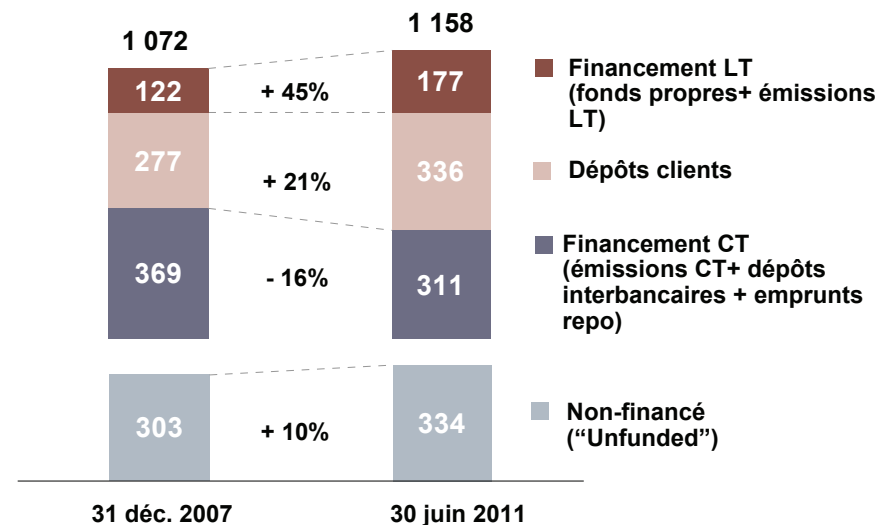 1 072
1 158
122
+ 45%
177
Financement LT
(fonds propres+ émissions
LT)
277
+ 21%
336
Dépôts clients
369
- 16%
311
Financement CT
(émissions CT+ dépôts
interbancaires + emprunts
repo)
303
+ 10%
334
Non-financé
(“Unfunded”)
31 déc. 2007
30 juin 2011